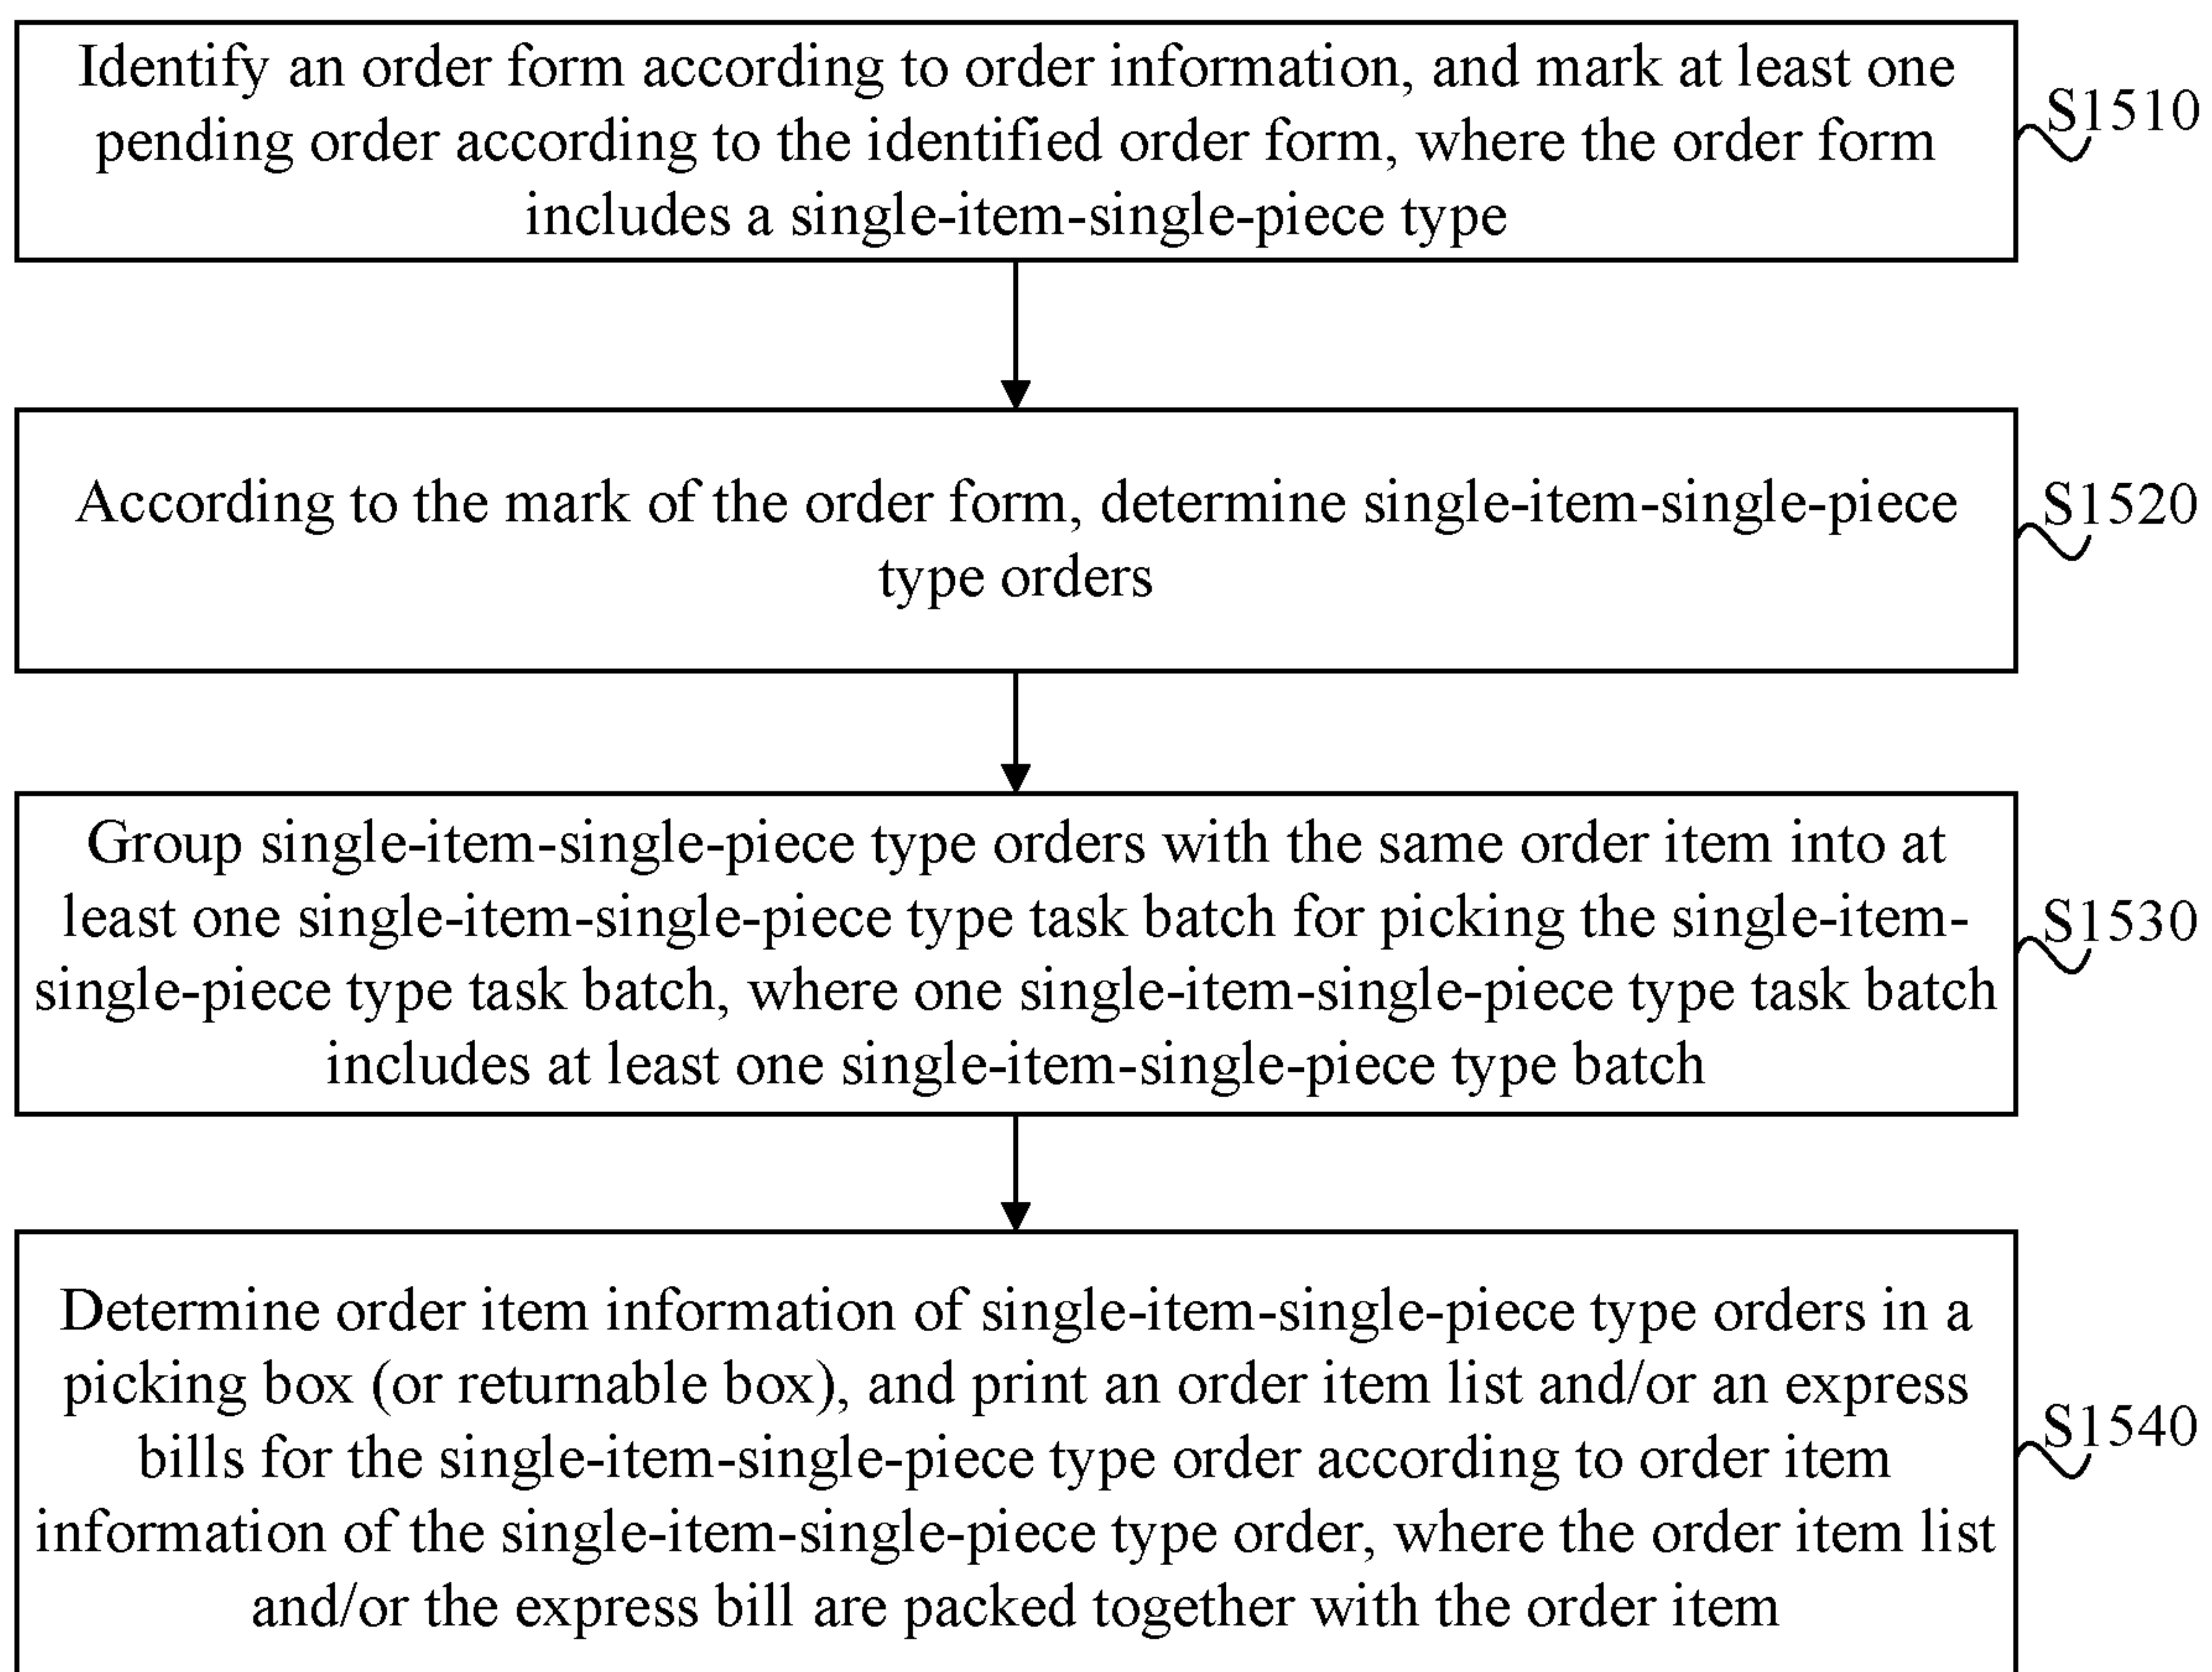 Identify an order form according to order information, and mark at least one
pending order according to the identified order form, where the order form
includes a single-item-single-piece type
S1510
According to the mark of the order form, determine single-item-single-piece
type orders
S1520
Group single-item-single-piece type orders with the same order item into at
least one single-item-single-piece type task batch for picking the single-item-
single-piece type task batch, where one single-item-single-piece type task batch
includes at least one single-item-single-piece type batch
S1530
Determine order item information of single-item-single-piece type orders in a
picking box (or returnable box), and print an order item list and/or an express
bills for the single-item-single-piece type order according to order item
information of the single-item-single-piece type order, where the order item list
and/or the express bill are packed together with the order item
S1540